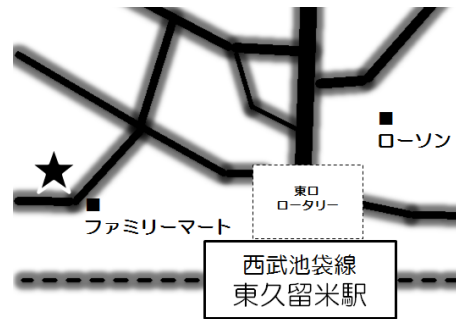 ローソン
東口
ロータリー
ファミリーマート
西武池袋線
東久留米駅